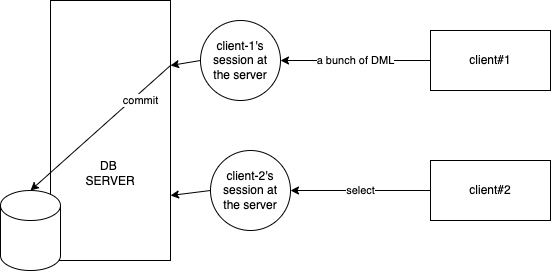 client-1's
session at
the server
a bunch of DML
client#1
commit
DB
SERVER
client-2's
session at
the server
select
client#2